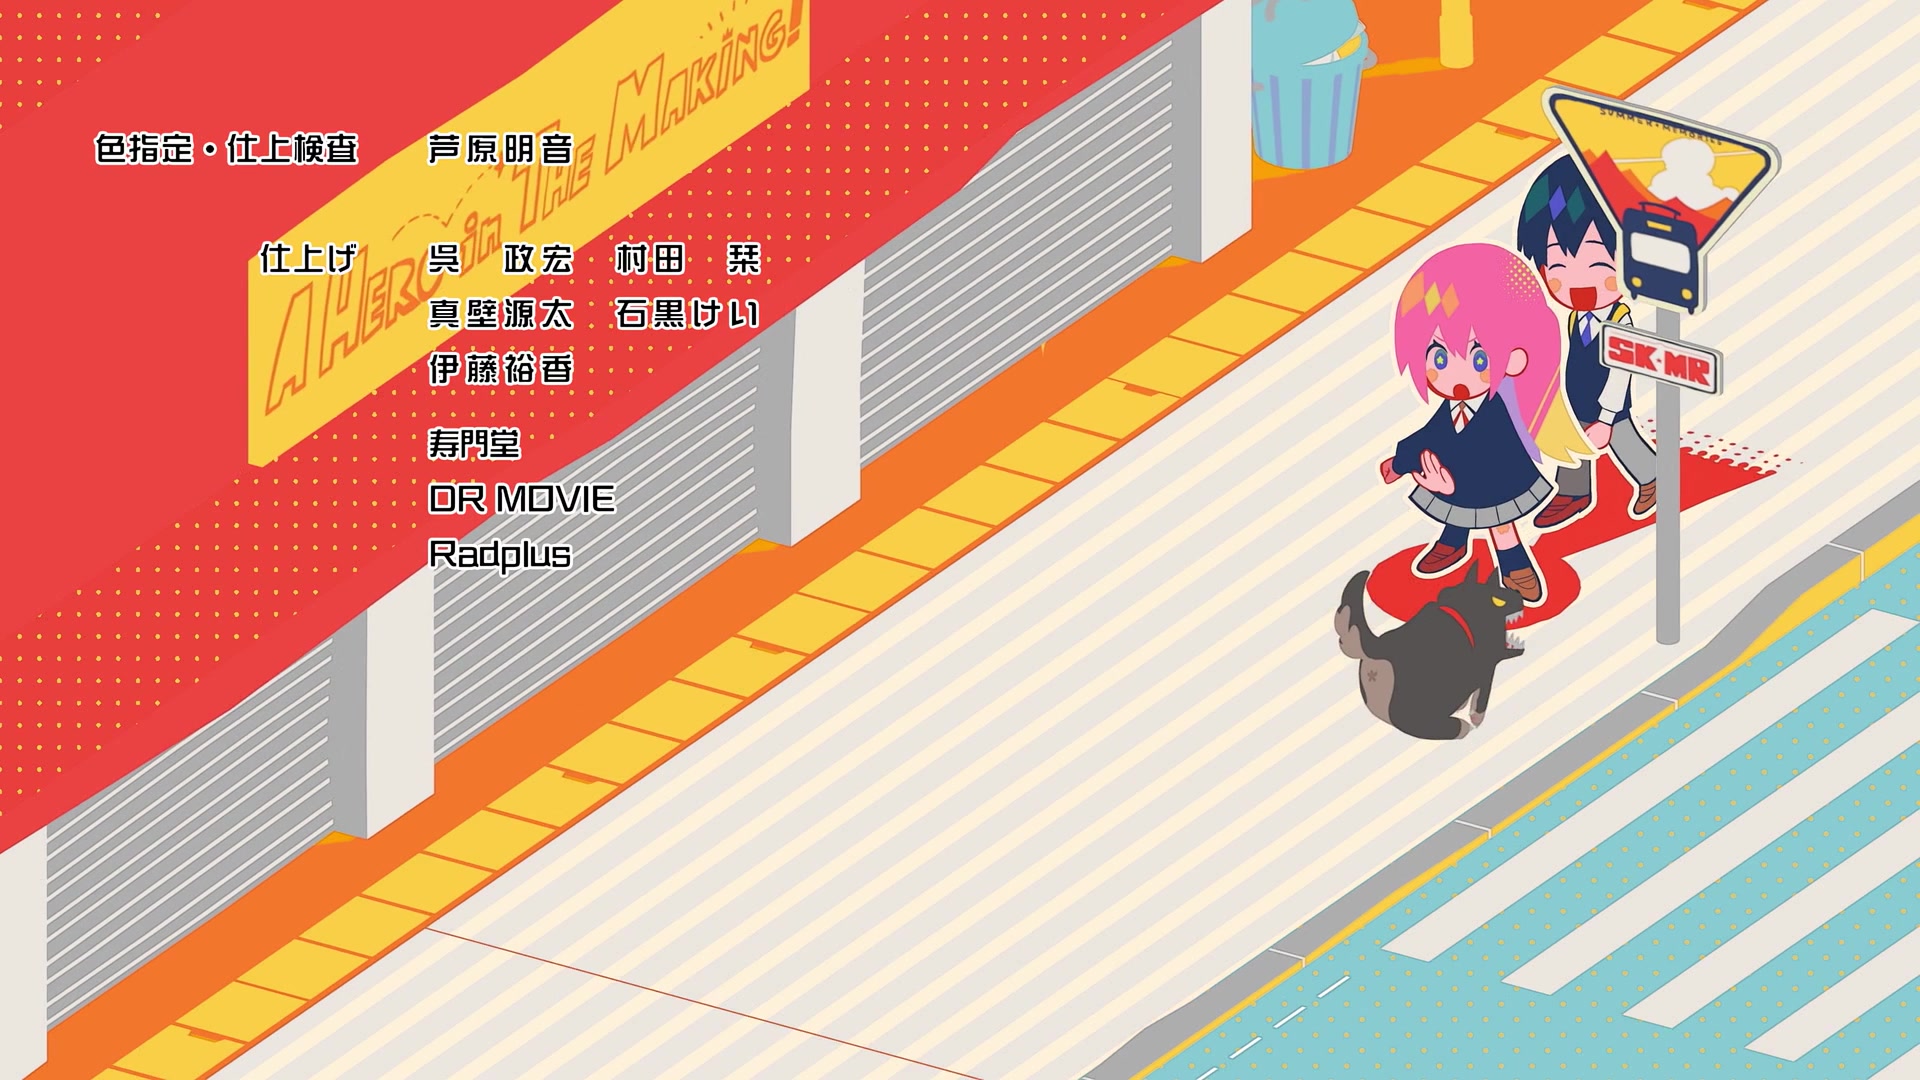 A HERO in THE MAKING!
色指定・仕上検査 芦原明音
仕上げ 呉 政宏 村田 栞
真壁源太 石黒けい
伊藤裕香
寿門堂
DR MOVIE
Radplus
SUMMER・MEMORIES
SK・MR